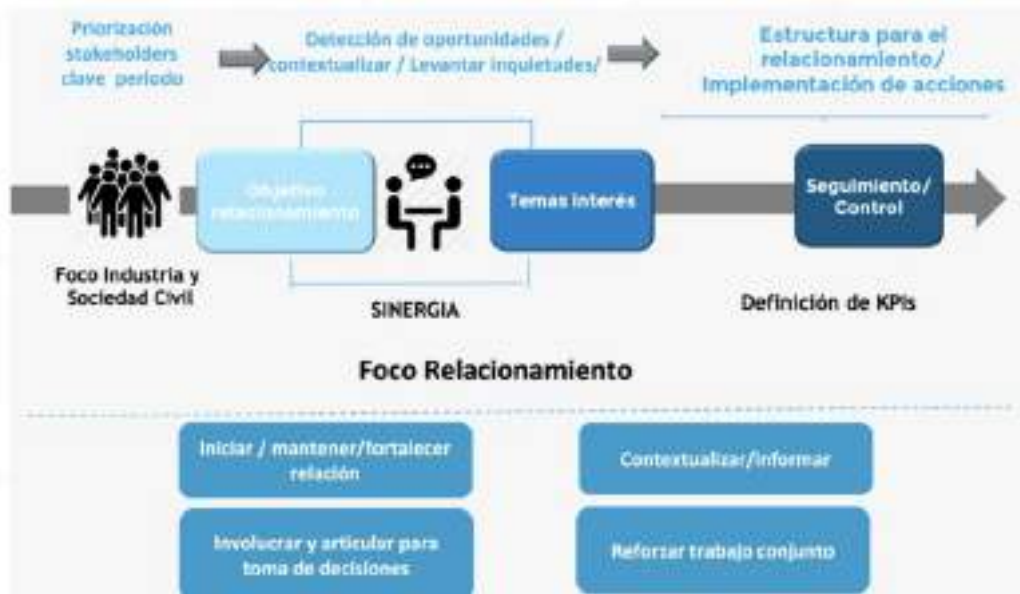 Priorización
stakeholders
clave periodo
Detección de oportunidades /
contextualizar / Levantar inquietades/
Estructura para el
relacionamiento/
Implementación de acciones
Objetivo
relacionamiento
Temas interés
Seguimiento/
Control
Foco Industria y
Sociedad Civil
SINERGIA
Definición de KPIs
Foco Relacionamiento
Iniciar / mantener/fortalecer
relación
Contextualizar/informar
Involucrar y articular para
toma de decisiones
Reforzar trabajo conjunto